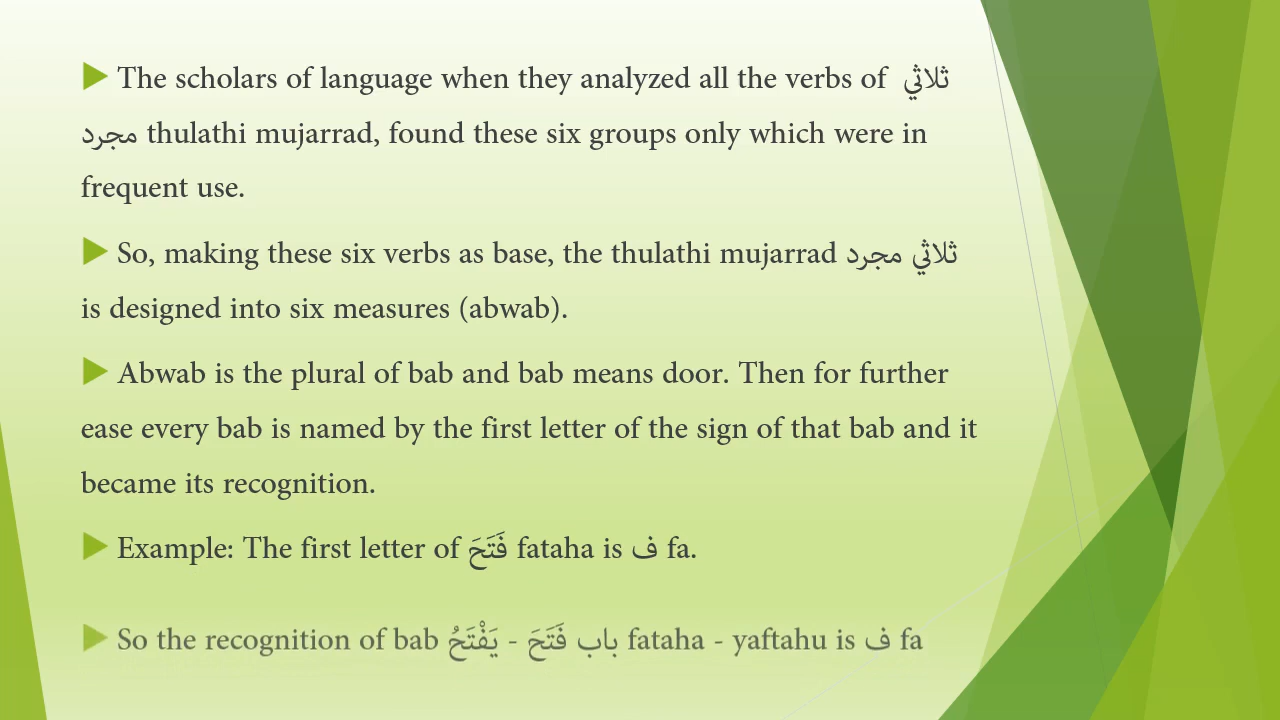 The scholars of language when they analyzed all the verbs of ثلاثي
مجرد thulathi mujarrad, found these six groups only which were in
frequent use.
So, making these six verbs as base, the thulathi mujarrad ثلاثي مجرد
is designed into six measures (abwab).
Abwab is the plural of bab and bab means door. Then for further
ease every bab is named by the first letter of the sign of that bab and it
became its recognition.
Example: The first letter of فَتَحَ fataha is ف fa.
So the recognition of bab باب فَتَحَ - يَفْتَحُ fataha - yaftahu is ف fa